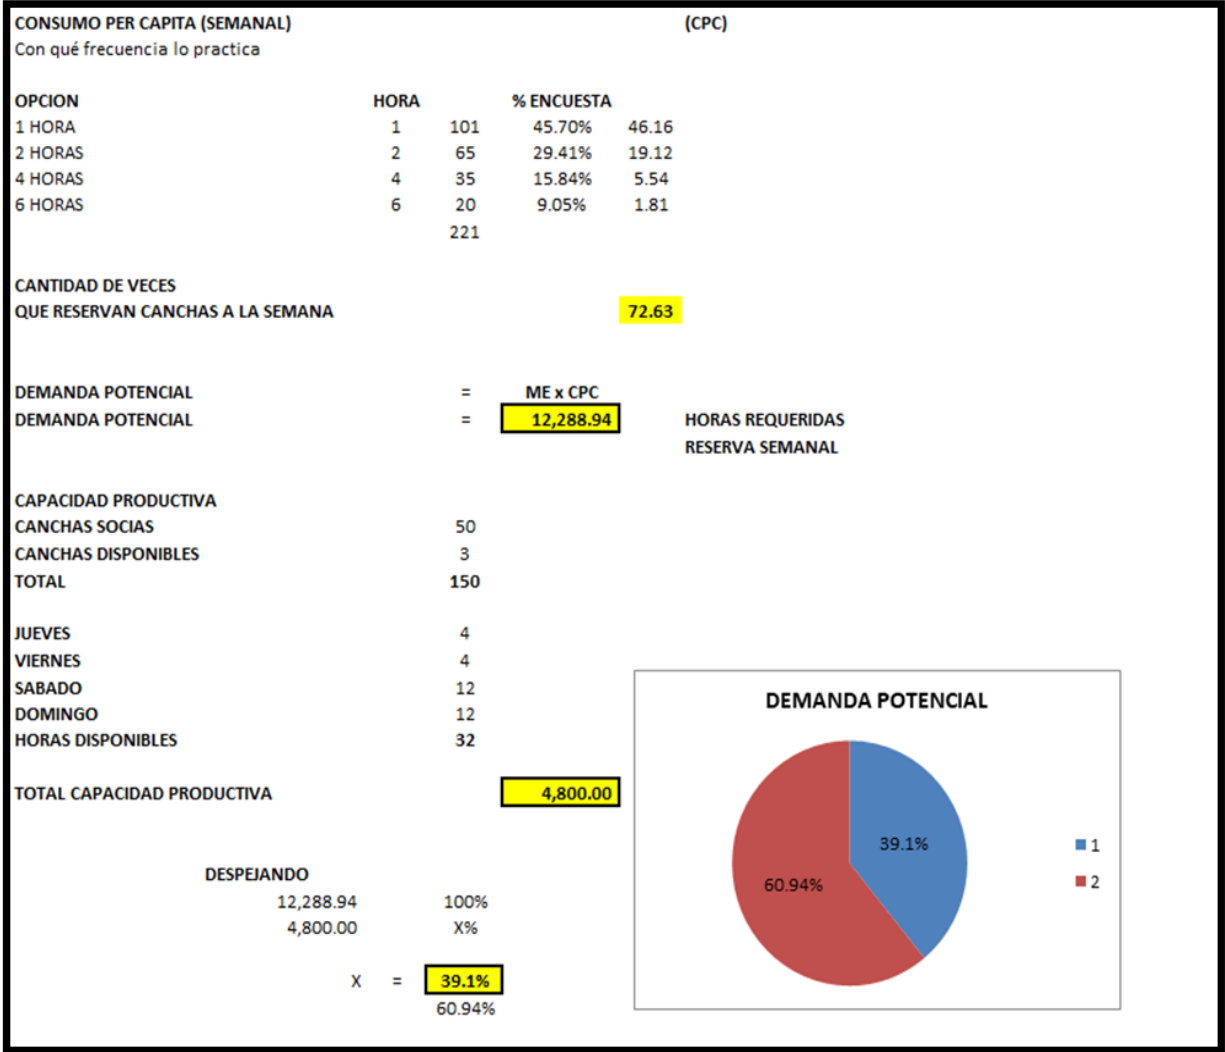 CONSUMO PER CAPITA (SEMANAL) (CPC)
Con qué frecuencia lo practica
OPCION HORA % ENCUESTA
1 HORA 1 101 45.70% 46.16
2 HORAS 2 65 29.41% 19.12
4 HORAS 4 35 15.84% 5.54
6 HORAS 6 20 9.05% 1.81
221
CANTIDAD DE VECES
QUE RESERVAN CANCHAS A LA SEMANA 72.63
DEMANDA POTENCIAL = ME x CPC
DEMANDA POTENCIAL = 12,288.94 HORAS REQUERIDAS
RESERVA SEMANAL
CAPACIDAD PRODUCTIVA
CANCHAS SOCIAS 50
CANCHAS DISPONIBLES 3
TOTAL 150
JUEVES 4
VIERNES 4
SABADO 12
DOMINGO 12
HORAS DISPONIBLES 32
TOTAL CAPACIDAD PRODUCTIVA 4,800.00
DESPEJANDO
12,288.94 100%
4,800.00 X%
X = 39.1%
60.94%
DEMANDA POTENCIAL
39.1%
60.94%
1
2